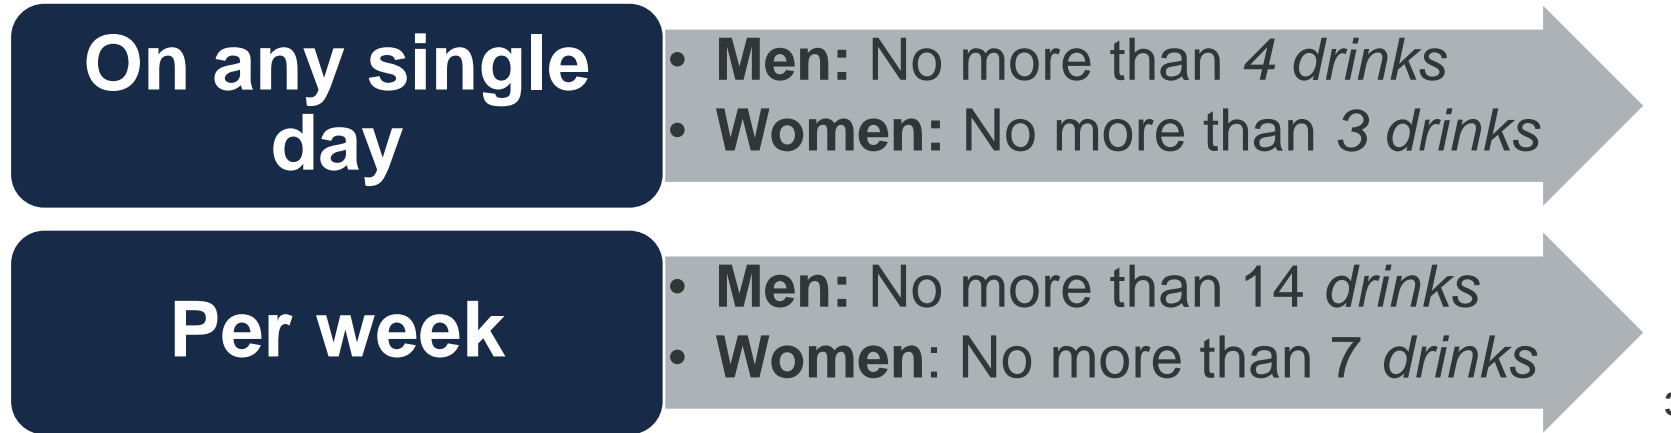 On any single
day
• Men: No more than 4 drinks
• Women: No more than 3 drinks
Per week
• Men: No more than 14 drinks
• Women: No more than 7 drinks